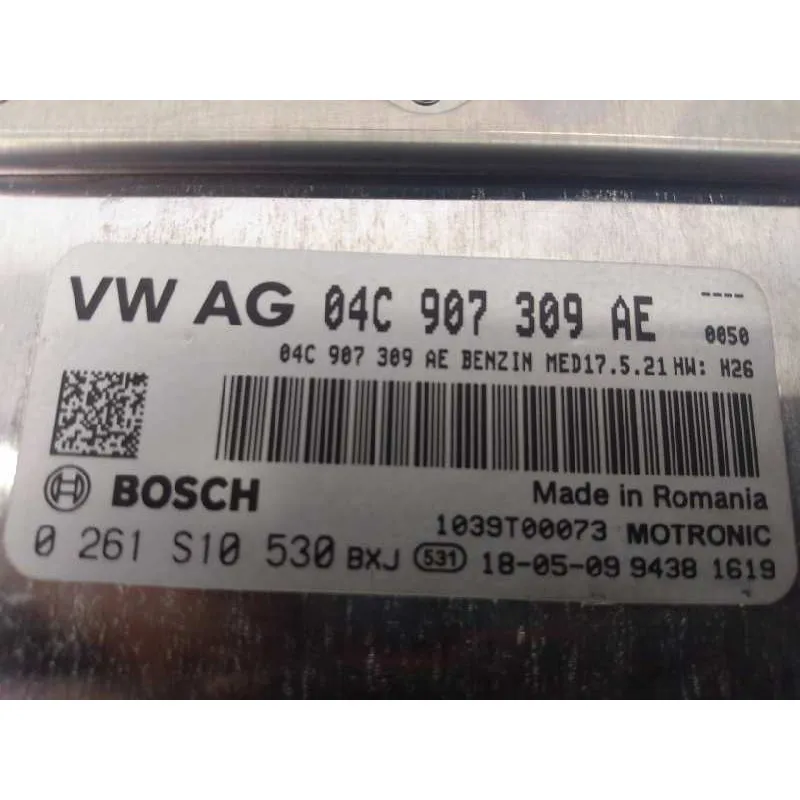 VW AG 04C 907 309 AE ----
0050
04C 907 309 AE BENZIN MED17.5.21 HW: H26
BOSCH
Made in Romania
1039T00073 MOTRONIC
0 261 S10 530 BXJ 531 18-05-09 9438 1619